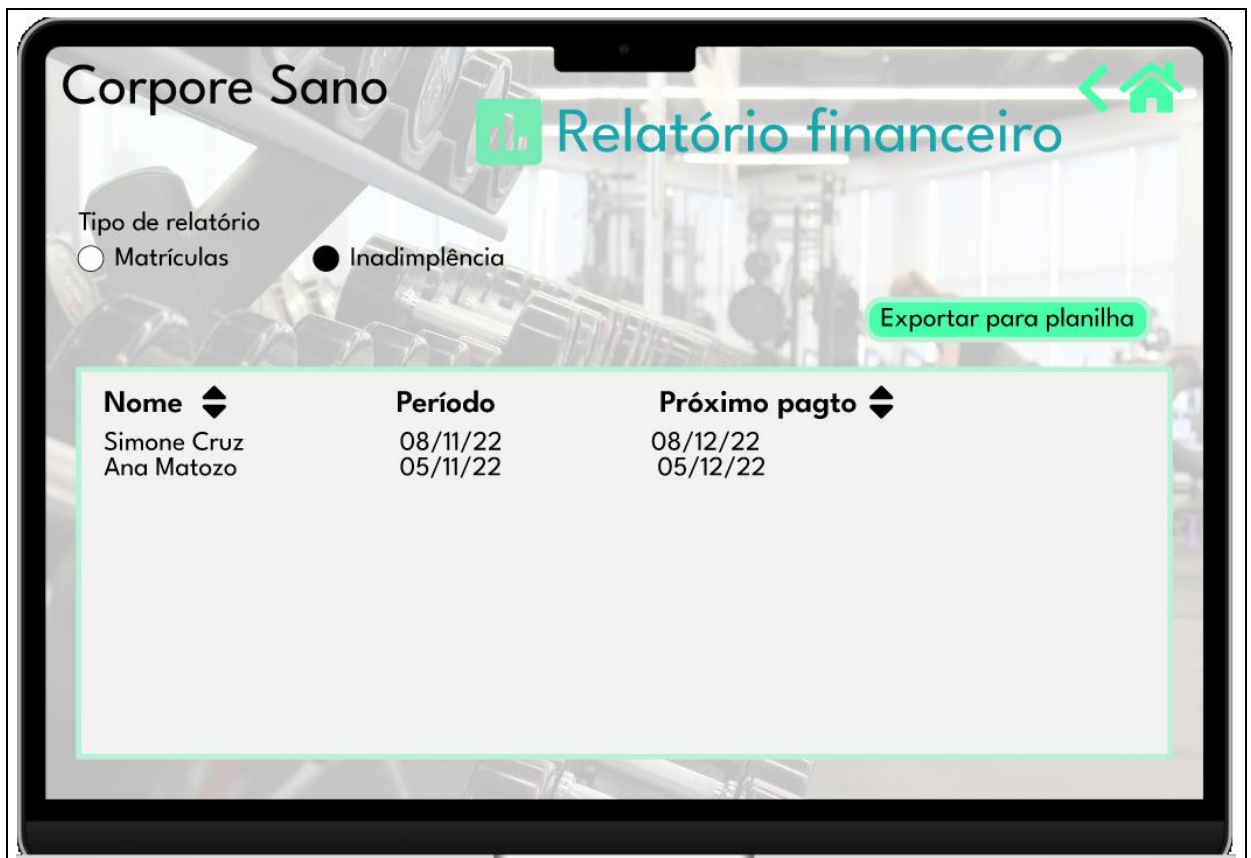 Corpore Sano
Relatório financeiro
Tipo de relatório
Matrículas Inadimplência
Exportar para planilha
Nome Período Próximo pagto
Simone Cruz 08/11/22 08/12/22
Ana Matozo 05/11/22 05/12/22